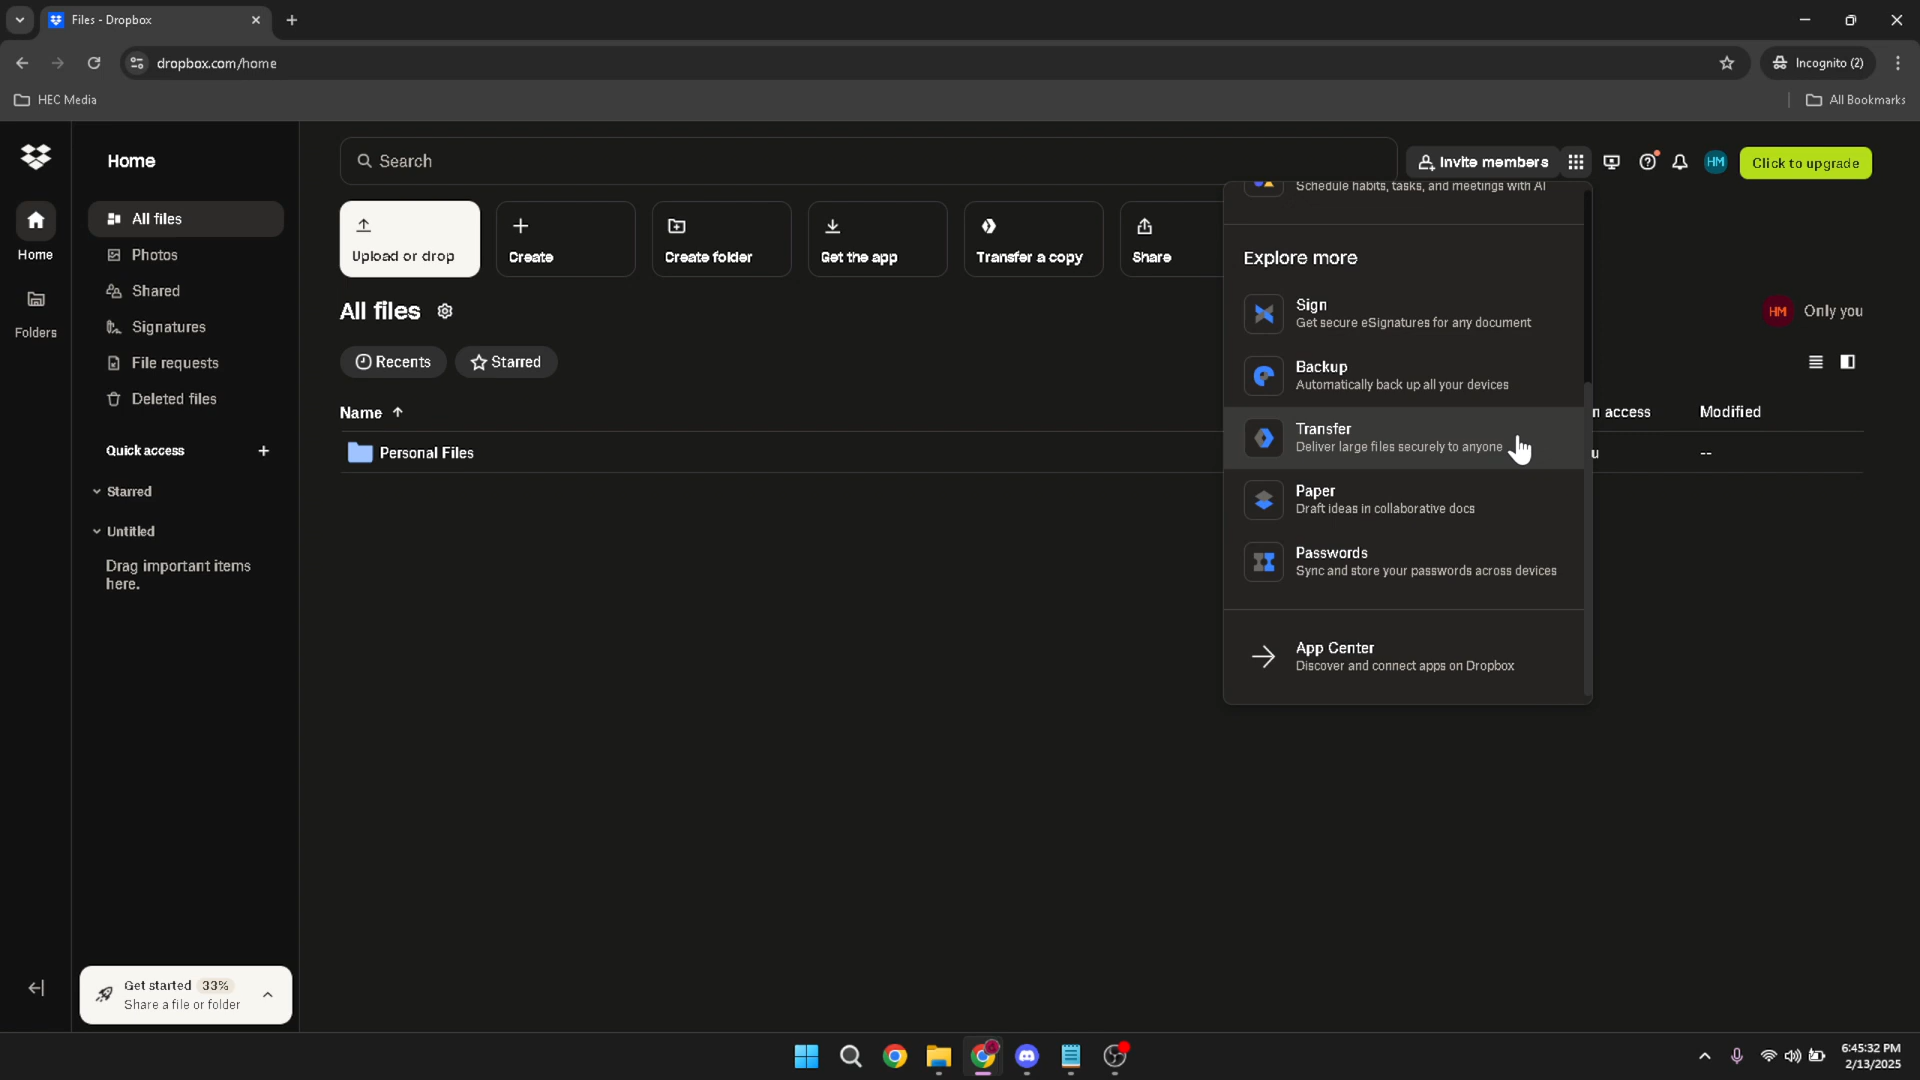 Files - Dropbox
dropbox.com/home
Incognito (2)
HEC Media
All Bookmarks
Home
Search
Invite members
HM
Click to upgrade
Schedule habits, tasks, and meetings with AI
Home
Folders
All files
Photos
Shared
Signatures
File requests
Deleted files
Quick access
Starred
Untitled
Drag important items
here.
Upload or drop
Create
Create folder
Get the app
Transfer a copy
Share
All files
HM
Only you
Recents
Starred
Name
n access
Modified
Personal Files
u
--
Explore more
Sign
Get secure eSignatures for any document
Backup
Automatically back up all your devices
Transfer
Deliver large files securely to anyone
Paper
Draft ideas in collaborative docs
Passwords
Sync and store your passwords across devices
App Center
Discover and connect apps on Dropbox
Get started 33%
Share a file or folder
6:45:32 PM
2/13/2025